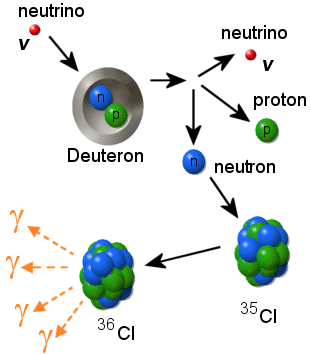 neutrino
v
n
p
Deuteron
neutrino
v
proton
p
n
neutron
³⁵Cl
³⁶Cl
γ
γ
γ
γ